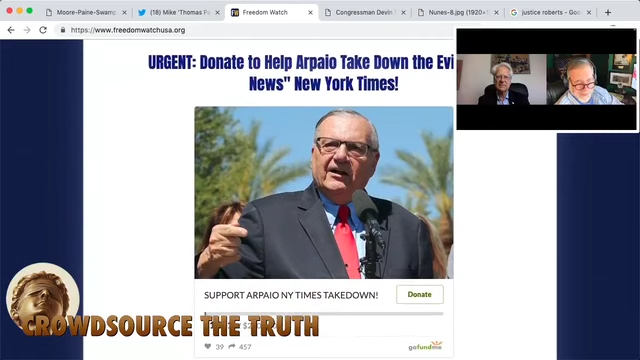 Moore-Paine-Swamp
(18) Mike 'Thomas Pa
Freedom Watch
Congressman Devin
Nunes-8.jpg (1920×
justice roberts - Goo
https://www.freedomwatchusa.org
URGENT: Donate to Help Arpaio Take Down the Evi
News" New York Times!
SUPPORT ARPAIO NY TIMES TAKEDOWN!
Donate
39
457
gofundme
CROWDSOURCE THE TRUTH